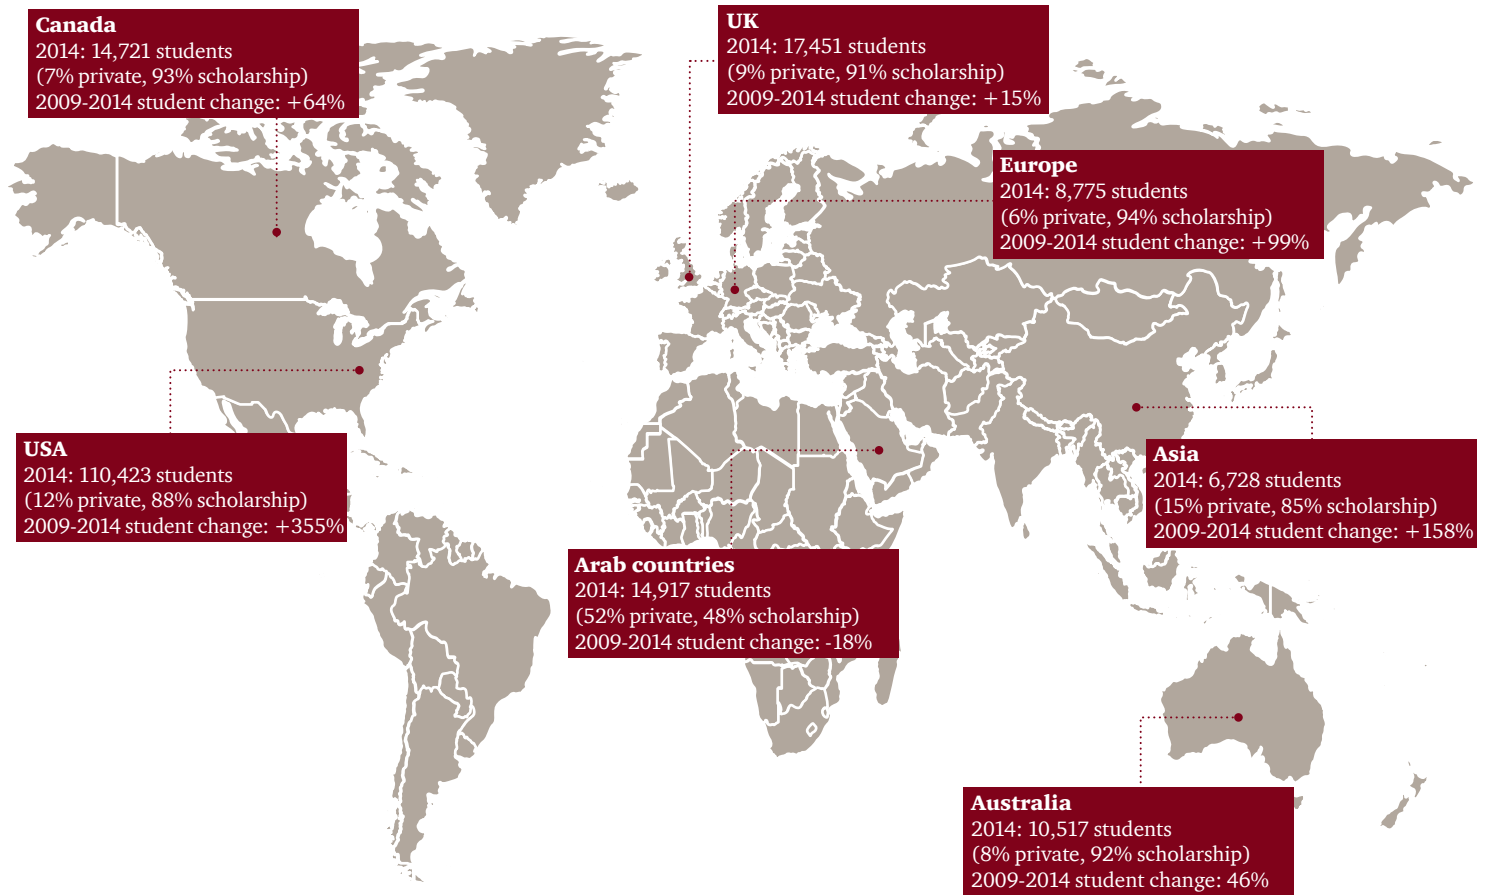 Canada
2014: 14,721 students
(7% private, 93% scholarship)
2009-2014 student change: +64%
UK
2014: 17,451 students
(9% private, 91% scholarship)
2009-2014 student change: +15%
Europe
2014: 8,775 students
(6% private, 94% scholarship)
2009-2014 student change: +99%
USA
2014: 110,423 students
(12% private, 88% scholarship)
2009-2014 student change: +355%
Asia
2014: 6,728 students
(15% private, 85% scholarship)
2009-2014 student change: +158%
Arab countries
2014: 14,917 students
(52% private, 48% scholarship)
2009-2014 student change: -18%
Australia
2014: 10,517 students
(8% private, 92% scholarship)
2009-2014 student change: 46%